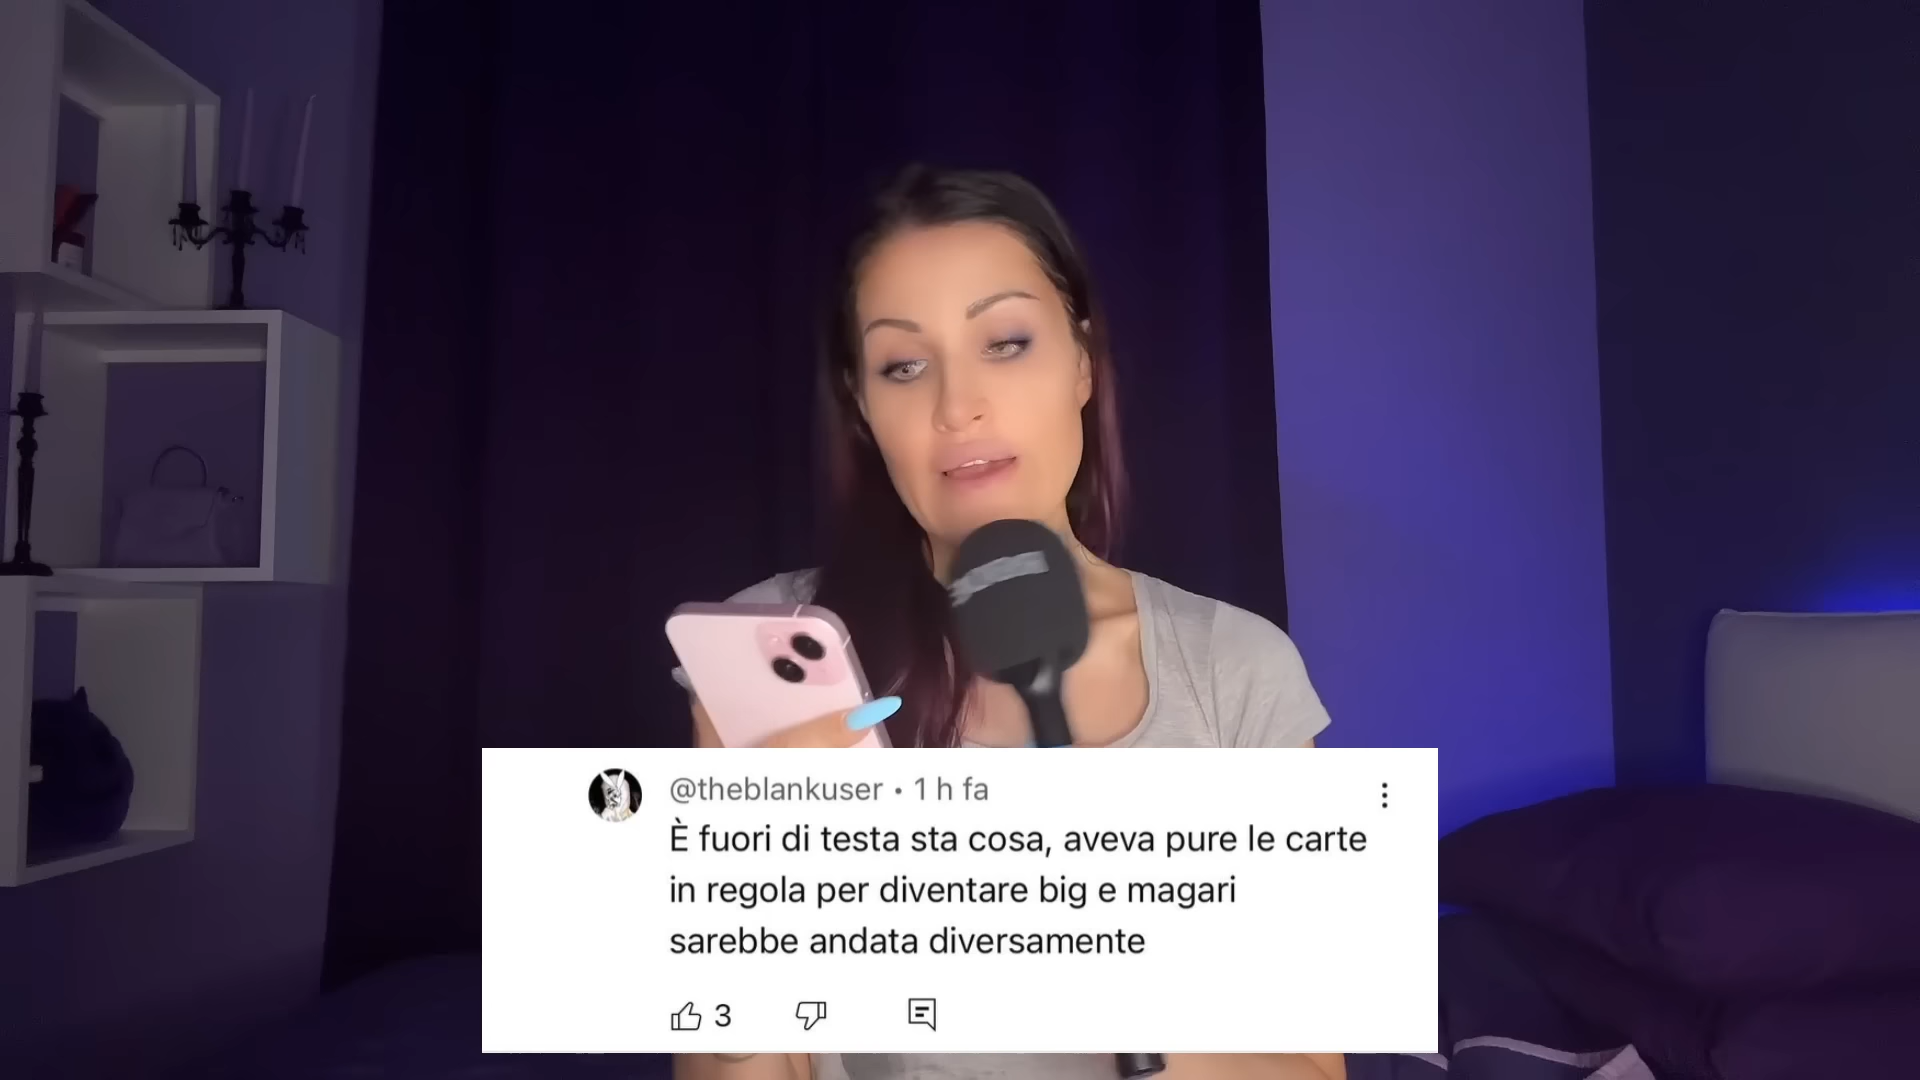 @theblankuser • 1 h fa
È fuori di testa sta cosa, aveva pure le carte
in regola per diventare big e magari
sarebbe andata diversamente
3